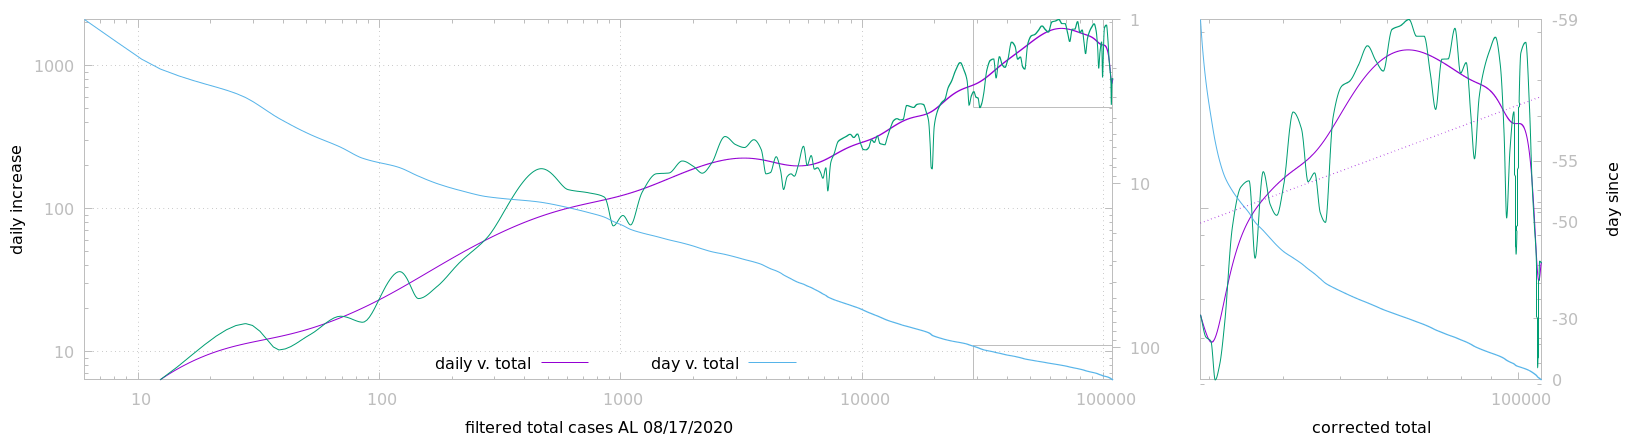 daily increase
1000
100
10
10
100
1000
10000
100000
filtered total cases AL 08/17/2020
daily v. total
day v. total
1
10
100
100000
corrected total
-59
-55
-50
-30
0
day since